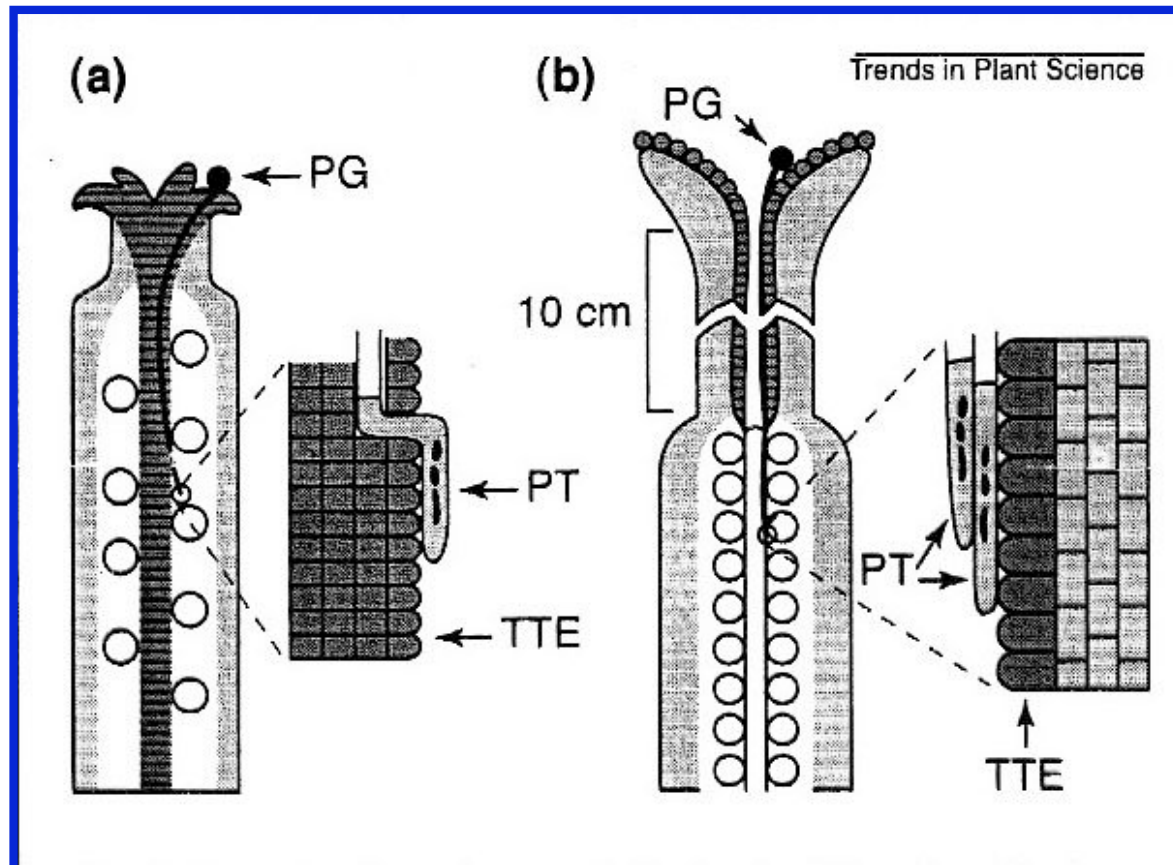 (a)
(b)
Trends in Plant Science
PG
PG
10 cm
PT
TTE
PT
TTE